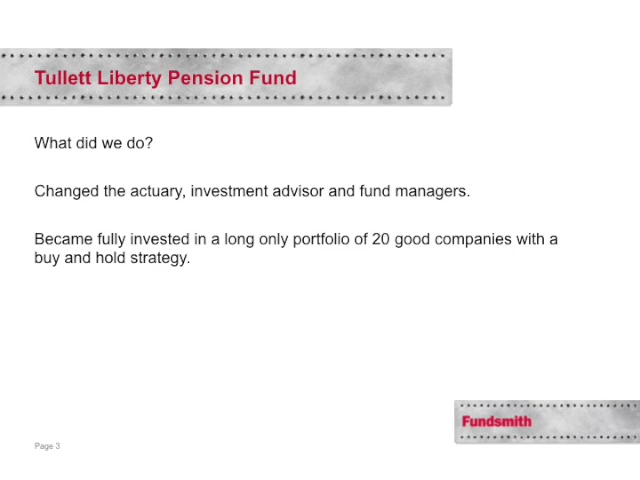 Tullett Liberty Pension Fund
What did we do?
Changed the actuary, investment advisor and fund managers.
Became fully invested in a long only portfolio of 20 good companies with a
buy and hold strategy.
Fundsmith
Page 3